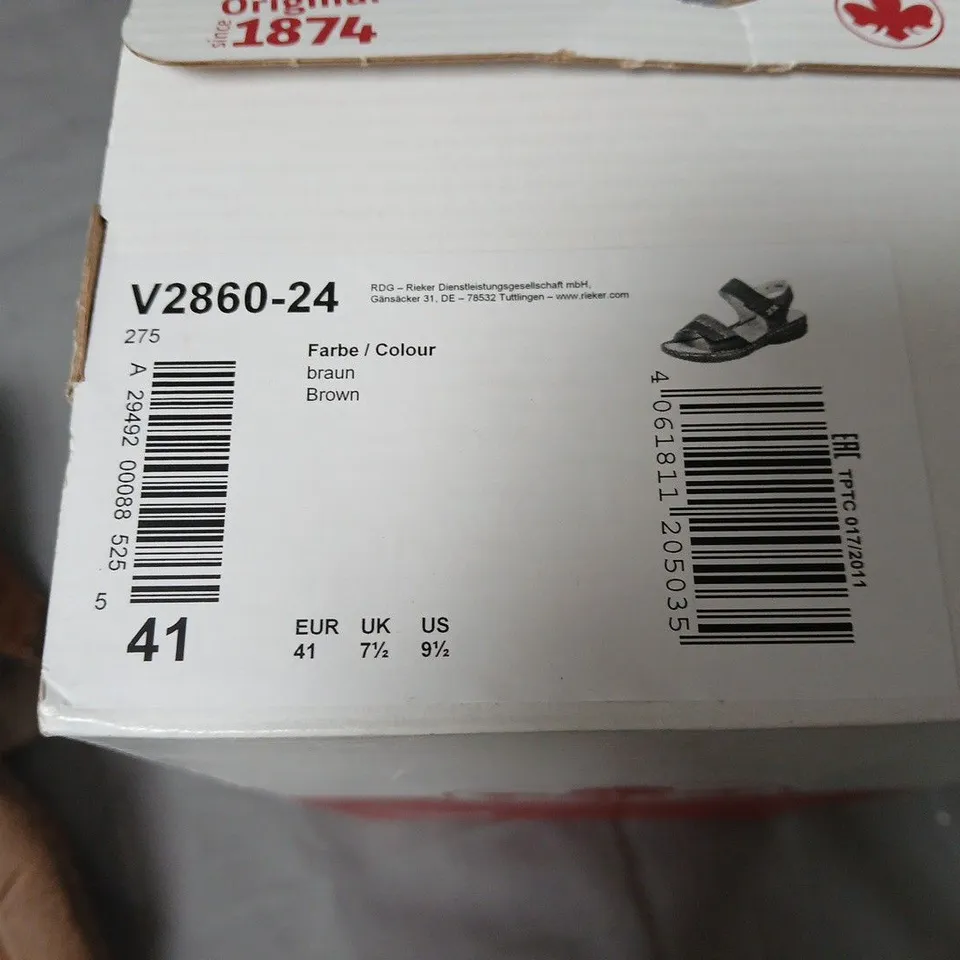 Original
since 1874
V2860-24
RDG – Rieker Dienstleistungsgesellschaft mbH,
Gänsäcker 31, DE – 78532 Tuttlingen – www.rieker.com
275
Farbe / Colour
braun
Brown
A 29492 00088 525
5
4 061811 205035
EAC TPTC 017/2011
41
EUR UK US
41 7½ 9½